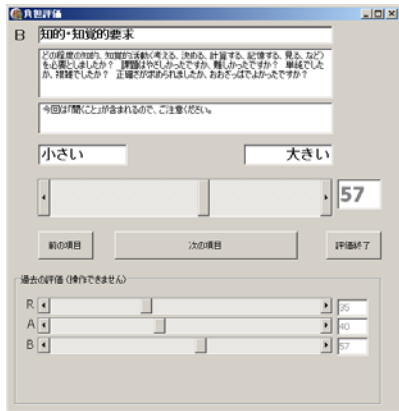 負担評価
B 知的・知覚的要求
どの程度の知的、知覚的活動(考える、決める、計算する、記憶する、見る、など)
を必要としましたか? 課題はやさしかったですか、難しかったですか? 単純でした
か、複雑でしたか? 正確さが求められましたか、おおざっぱでよかったですか?
今回は「聞くこと」が含まれるので、ご注意ください。
小さい 大きい
57
前の項目 次の項目 評価終了
過去の評価(操作できません)
R 35
A 40
B 57